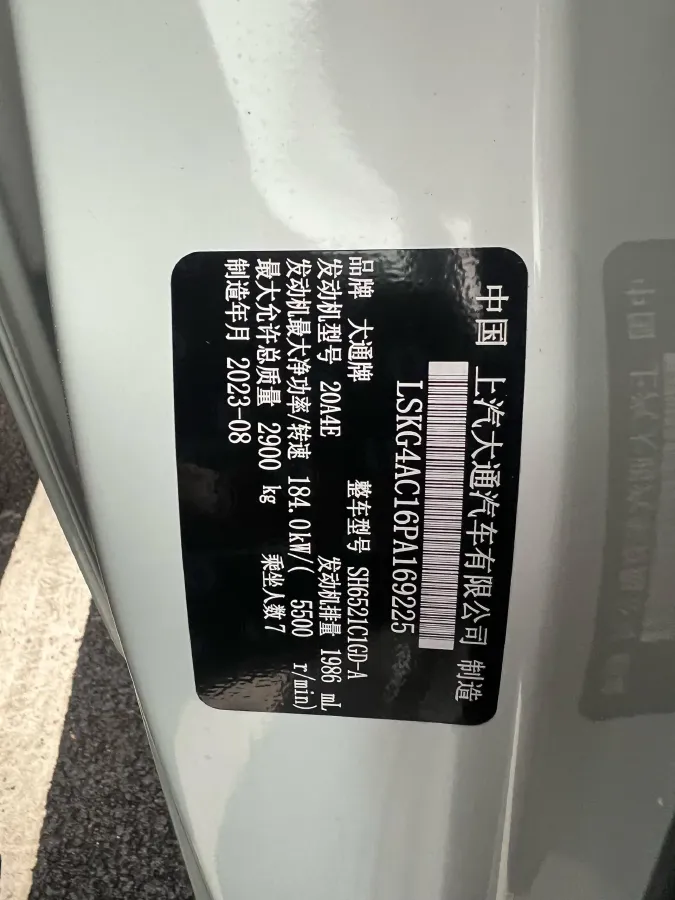 中国 上汽大通汽车有限公司 制造
LSKG4AC16PA169225
品牌 大通牌 整车型号 SH6521C1GD-A
发动机型号 20A4E 发动机排量 1986 mL
发动机最大净功率/转速 184.0kW/( 5500 r/min)
最大允许总质量 2900 kg 乘坐人数 7
制造年月 2023-08